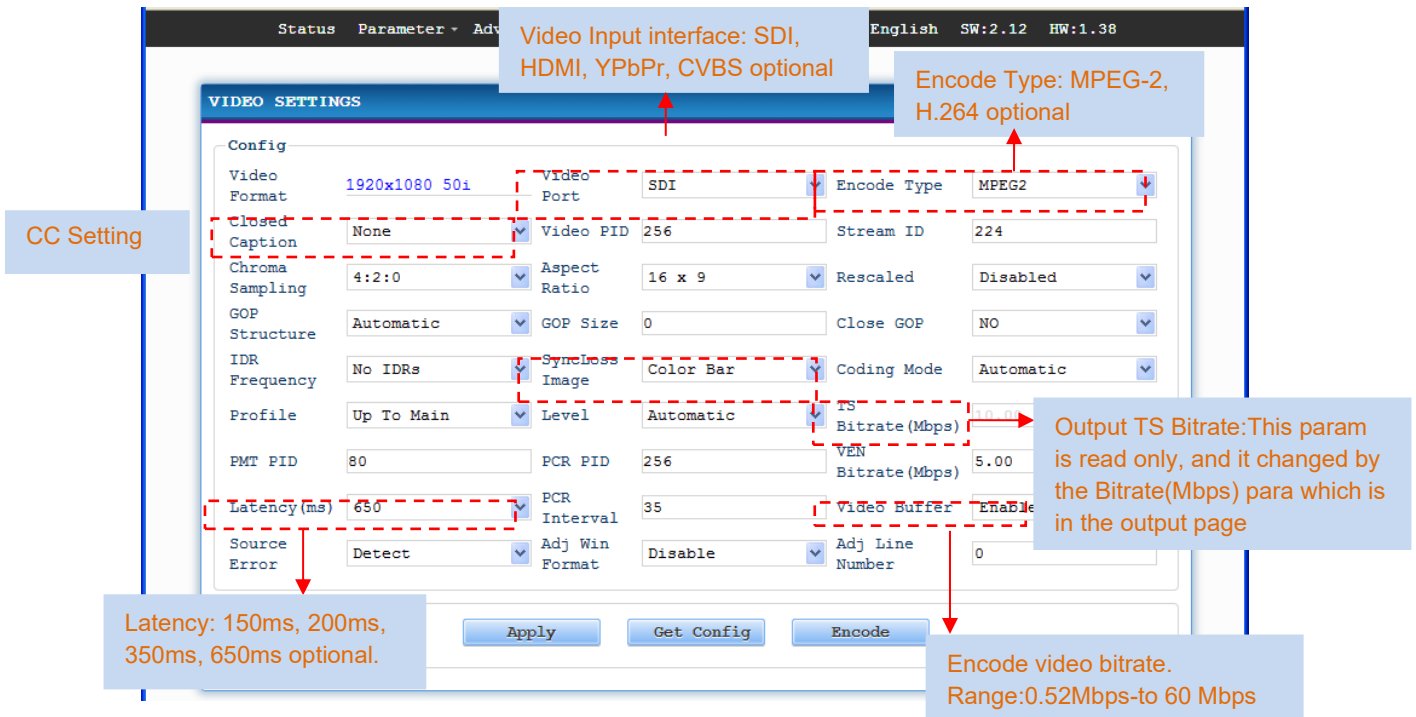 Status Parameter Adv English SW:2.12 HW:1.38
Video Input interface: SDI,
HDMI, YPbPr, CVBS optional
Encode Type: MPEG-2,
H.264 optional
VIDEO SETTINGS
Config
Video Format 1920x1080 50i Video Port SDI Encode Type MPEG2
CC Setting
Closed Caption None Video PID 256 Stream ID 224
Chroma Sampling 4:2:0 Aspect Ratio 16 x 9 Rescaled Disabled
GOP Structure Automatic GOP Size 0 Close GOP NO
IDR Frequency No IDRs SyncLoss Image Color Bar Coding Mode Automatic
Profile Up To Main Level Automatic TS Bitrate(Mbps) 10.00
Output TS Bitrate:This param
is read only, and it changed by
the Bitrate(Mbps) para which is
in the output page
PMT PID 80 PCR PID 256 VEN Bitrate(Mbps) 5.00
Latency(ms) 650 PCR Interval 35 Video Buffer Enable
Source Error Detect Adj Win Format Disable Adj Line Number 0
Latency: 150ms, 200ms,
350ms, 650ms optional.
Apply Get Config Encode
Encode video bitrate.
Range:0.52Mbps-to 60 Mbps